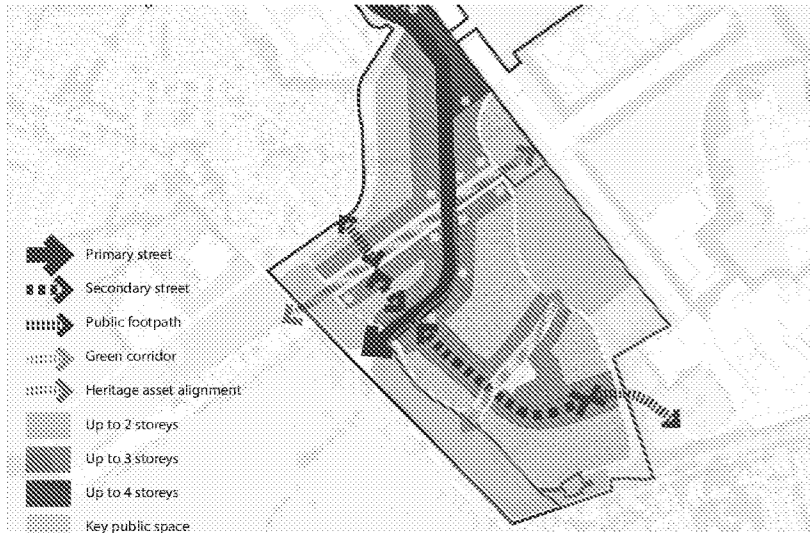 Primary street
Secondary street
Public footpath
Green corridor
Heritage asset alignment
Up to 2 storeys
Up to 3 storeys
Up to 4 storeys
Key public space